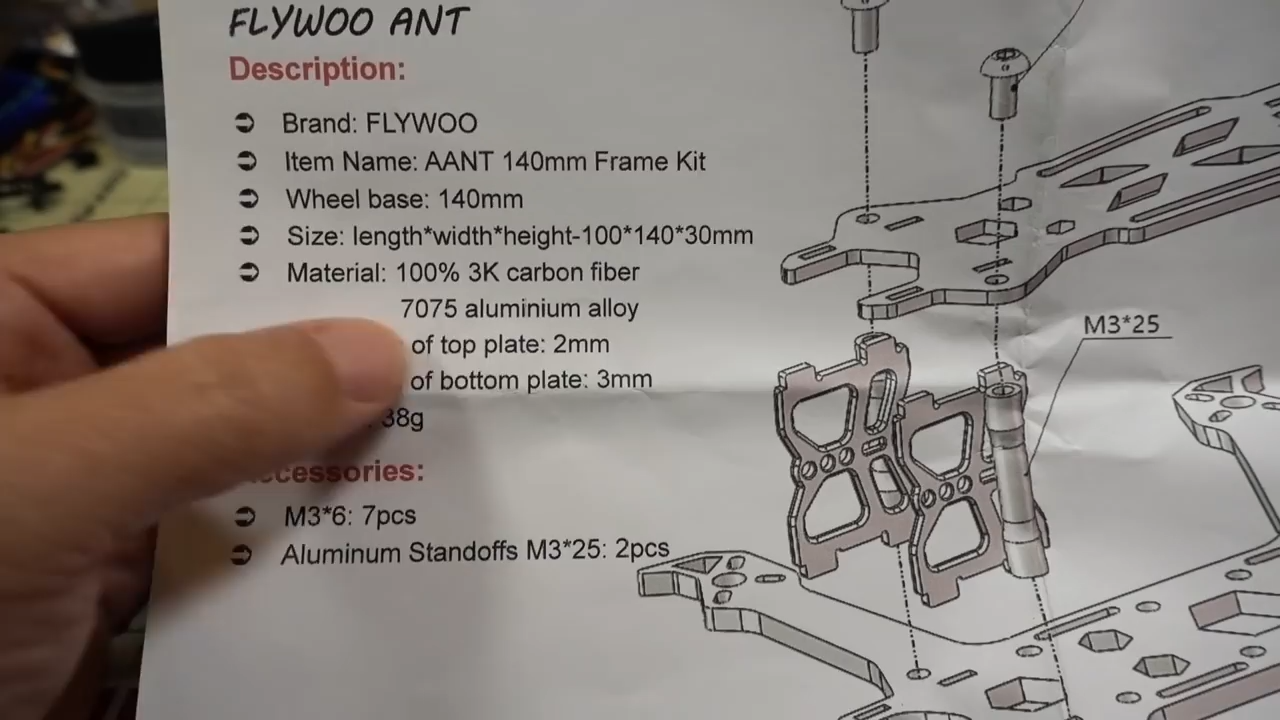 FLYWOO ANT
Description:
Brand: FLYWOO
Item Name: AANT 140mm Frame Kit
Wheel base: 140mm
Size: length*width*height-100*140*30mm
Material: 100% 3K carbon fiber
7075 aluminium alloy
of top plate: 2mm
of bottom plate: 3mm
38g
ccessories:
M3*6: 7pcs
Aluminum Standoffs M3*25: 2pcs
M3*25